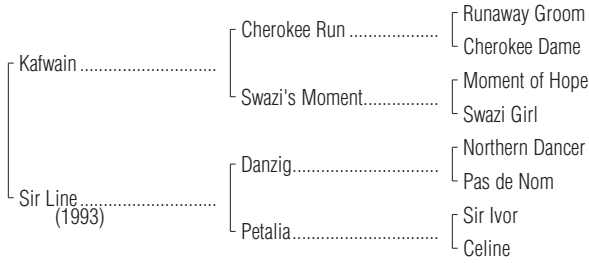 Runaway Groom
Cherokee Run ..................
Cherokee Dame
Kafwain ...........................
Moment of Hope
Swazi's Moment...............
Swazi Girl
Northern Dancer
Danzig.............................
Pas de Nom
Sir Line ...........................
(1993)
Sir Ivor
Petalia.............................
Celine